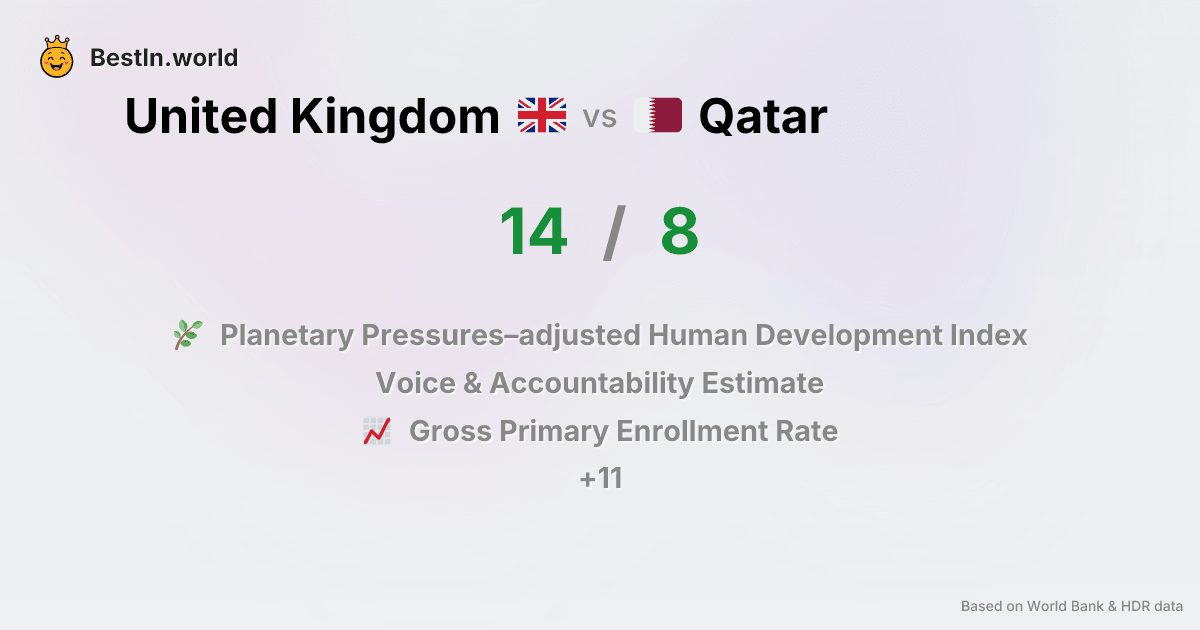 BestIn.world
United Kingdom vs Qatar
14 / 8
Planetary Pressures–adjusted Human Development Index
Voice & Accountability Estimate
Gross Primary Enrollment Rate
+11
Based on World Bank & HDR data